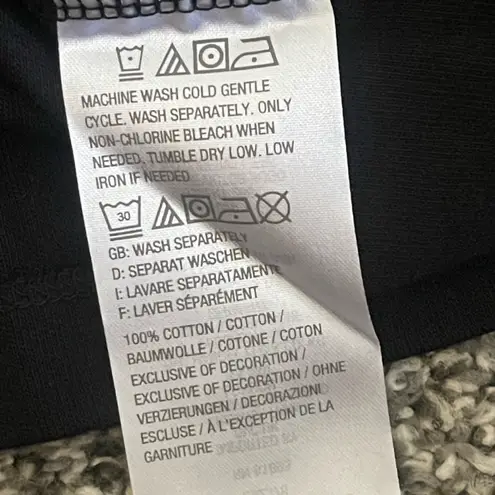 MACHINE WASH COLD GENTLE
CYCLE. WASH SEPARATELY. ONLY
NON-CHLORINE BLEACH WHEN
NEEDED. TUMBLE DRY LOW. LOW
IRON IF NEEDED
30
GB: WASH SEPARATELY
D: SEPARAT WASCHEN
I: LAVARE SEPARATAMENTE
F: LAVER SÉPARÉMENT
100% COTTON / COTTON /
BAUMWOLLE / COTONE / COTON
EXCLUSIVE OF DECORATION /
EXCLUSIVE OF DECORATION / OHNE
VERZIERUNGEN / DECORAZIONI
ESCLUSE / À L'EXCEPTION DE LA
GARNITURE